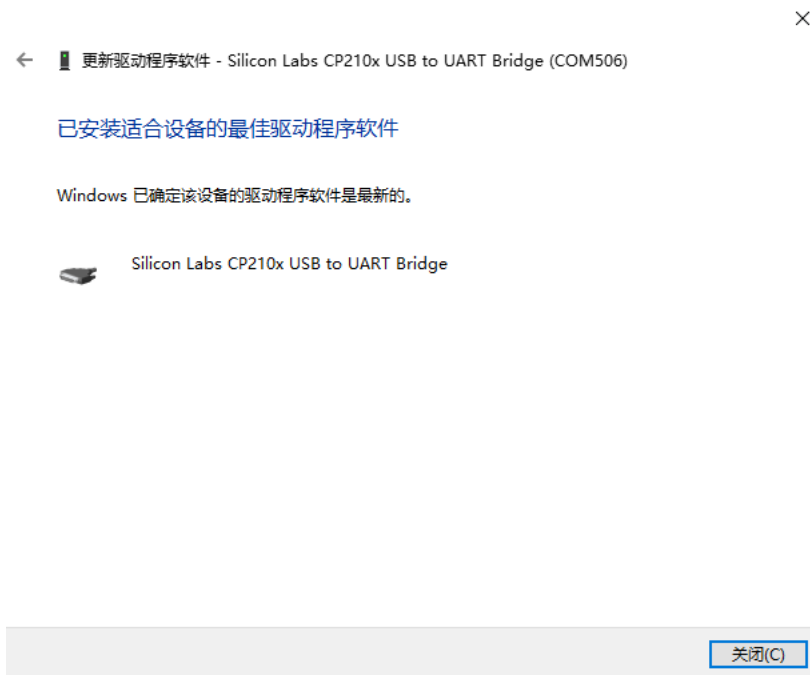 更新驱动程序软件 - Silicon Labs CP210x USB to UART Bridge (COM506)
已安装适合设备的最佳驱动程序软件
Windows 已确定该设备的驱动程序软件是最新的。
Silicon Labs CP210x USB to UART Bridge
关闭(C)